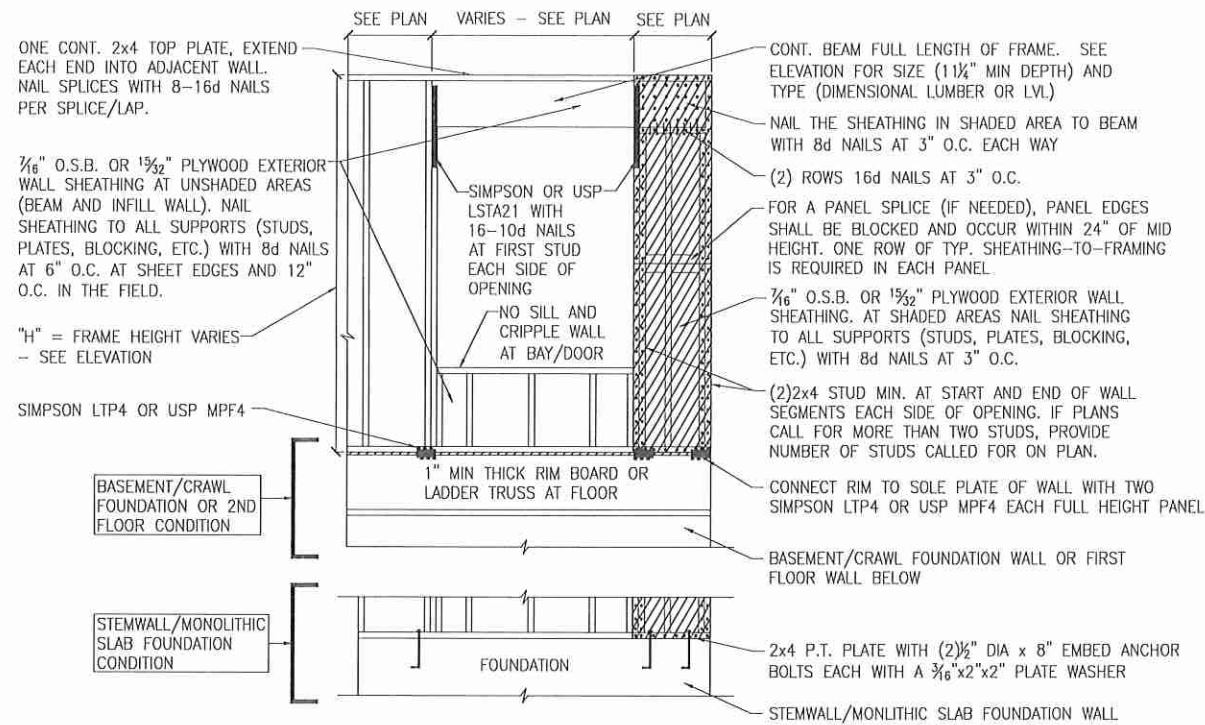 SEE PLAN
VARIES - SEE PLAN
SEE PLAN
ONE CONT. 2x4 TOP PLATE, EXTEND
EACH END INTO ADJACENT WALL.
NAIL SPLICES WITH 8-16d NAILS
PER SPLICE/LAP.
7/16" O.S.B. OR 15/32" PLYWOOD EXTERIOR
WALL SHEATHING AT UNSHADED AREAS
(BEAM AND INFILL WALL). NAIL
SHEATHING TO ALL SUPPORTS (STUDS,
PLATES, BLOCKING, ETC.) WITH 8d NAILS
AT 6" O.C. AT SHEET EDGES AND 12"
O.C. IN THE FIELD.
"H" = FRAME HEIGHT VARIES
- SEE ELEVATION
SIMPSON LTP4 OR USP MPF4
BASEMENT/CRAWL
FOUNDATION OR 2ND
FLOOR CONDITION
STEMWALL/MONOLITHIC
SLAB FOUNDATION
CONDITION
SIMPSON OR USP
LSTA21 WITH
16-10d NAILS
AT FIRST STUD
EACH SIDE OF
OPENING
NO SILL AND
CRIPPLE WALL
AT BAY/DOOR
1" MIN THICK RIM BOARD OR
LADDER TRUSS AT FLOOR
FOUNDATION
CONT. BEAM FULL LENGTH OF FRAME. SEE
ELEVATION FOR SIZE (11¼" MIN DEPTH) AND
TYPE (DIMENSIONAL LUMBER OR LVL)
NAIL THE SHEATHING IN SHADED AREA TO BEAM
WITH 8d NAILS AT 3" O.C. EACH WAY
(2) ROWS 16d NAILS AT 3" O.C.
FOR A PANEL SPLICE (IF NEEDED), PANEL EDGES
SHALL BE BLOCKED AND OCCUR WITHIN 24" OF MID
HEIGHT. ONE ROW OF TYP. SHEATHING-TO-FRAMING
IS REQUIRED IN EACH PANEL
7/16" O.S.B. OR 15/32" PLYWOOD EXTERIOR WALL
SHEATHING. AT SHADED AREAS NAIL SHEATHING
TO ALL SUPPORTS (STUDS, PLATES, BLOCKING,
ETC.) WITH 8d NAILS AT 3" O.C.
(2)2x4 STUD MIN. AT START AND END OF WALL
SEGMENTS EACH SIDE OF OPENING. IF PLANS
CALL FOR MORE THAN TWO STUDS, PROVIDE
NUMBER OF STUDS CALLED FOR ON PLAN.
CONNECT RIM TO SOLE PLATE OF WALL WITH TWO
SIMPSON LTP4 OR USP MPF4 EACH FULL HEIGHT PANEL
BASEMENT/CRAWL FOUNDATION WALL OR FIRST
FLOOR WALL BELOW
2x4 P.T. PLATE WITH (2)½" DIA x 8" EMBED ANCHOR
BOLTS EACH WITH A 3/16"x2"x2" PLATE WASHER
STEMWALL/MONLITHIC SLAB FOUNDATION WALL